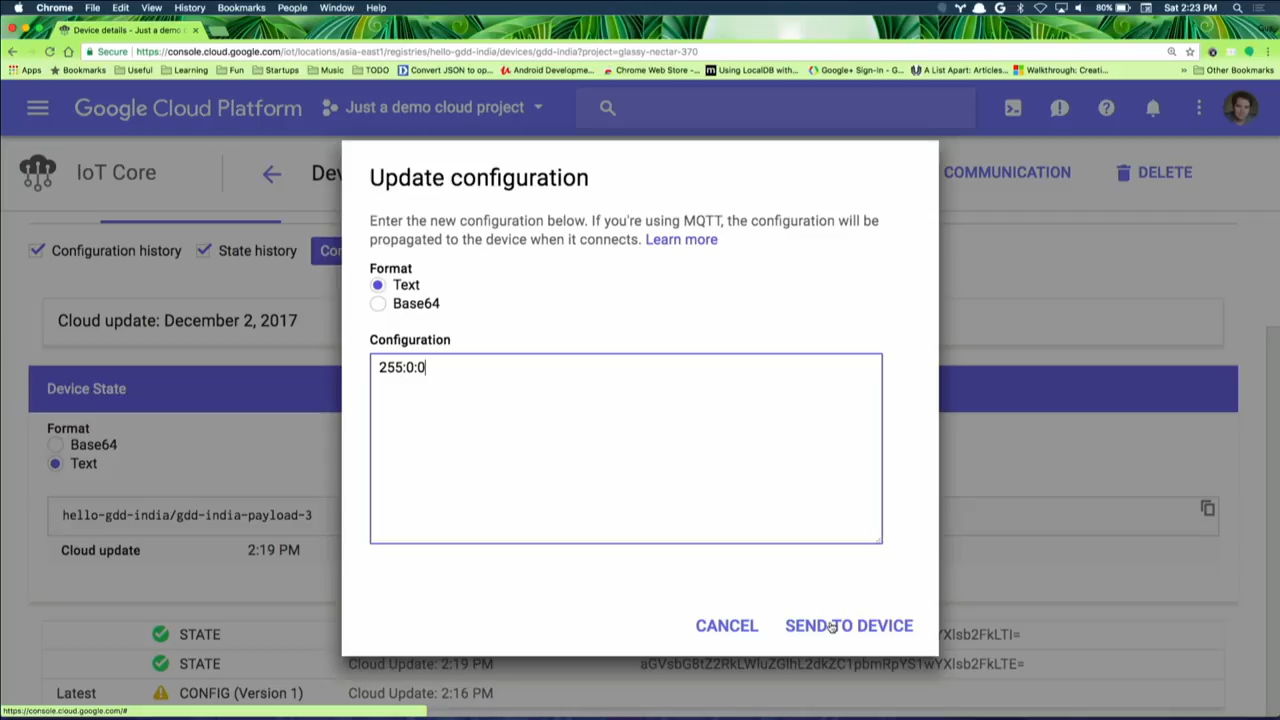 Chrome File Edit View History Bookmarks People Window Help 80% Sat 2:23 PM
Device details - Just a demo
Secure https://console.cloud.google.com/iot/locations/asia-east1/registries/hello-gdd-india/devices/gdd-india?project=glassy-nectar-370
Apps Bookmarks Useful Learning Fun Startups Music TODO Convert JSON to op... Android Developme... Chrome Web Store -... Using LocalDB with... Google+ Sign-In - G... A List Apart: Articles... Walkthrough: Creati... » Other Bookmarks
Google Cloud Platform Just a demo cloud project
IoT Core Dev COMMUNICATION DELETE
Update configuration
Enter the new configuration below. If you're using MQTT, the configuration will be
propagated to the device when it connects. Learn more
Configuration history State history Con
Format
Text
Base64
Cloud update: December 2, 2017
Configuration
255:0:0
Device State
Format
Base64
Text
hello-gdd-india/gdd-india-payload-3
Cloud update 2:19 PM
CANCEL SEND TO DEVICE
STATE
STATE Cloud Update: 2:19 PM aGVsbG8tZ2RkLWluZGlhL2dkZC1pbmRpYS1wYXlsb2FkLTE=
Latest CONFIG (Version 1) Cloud Update: 2:16 PM
https://console.cloud.google.com/#